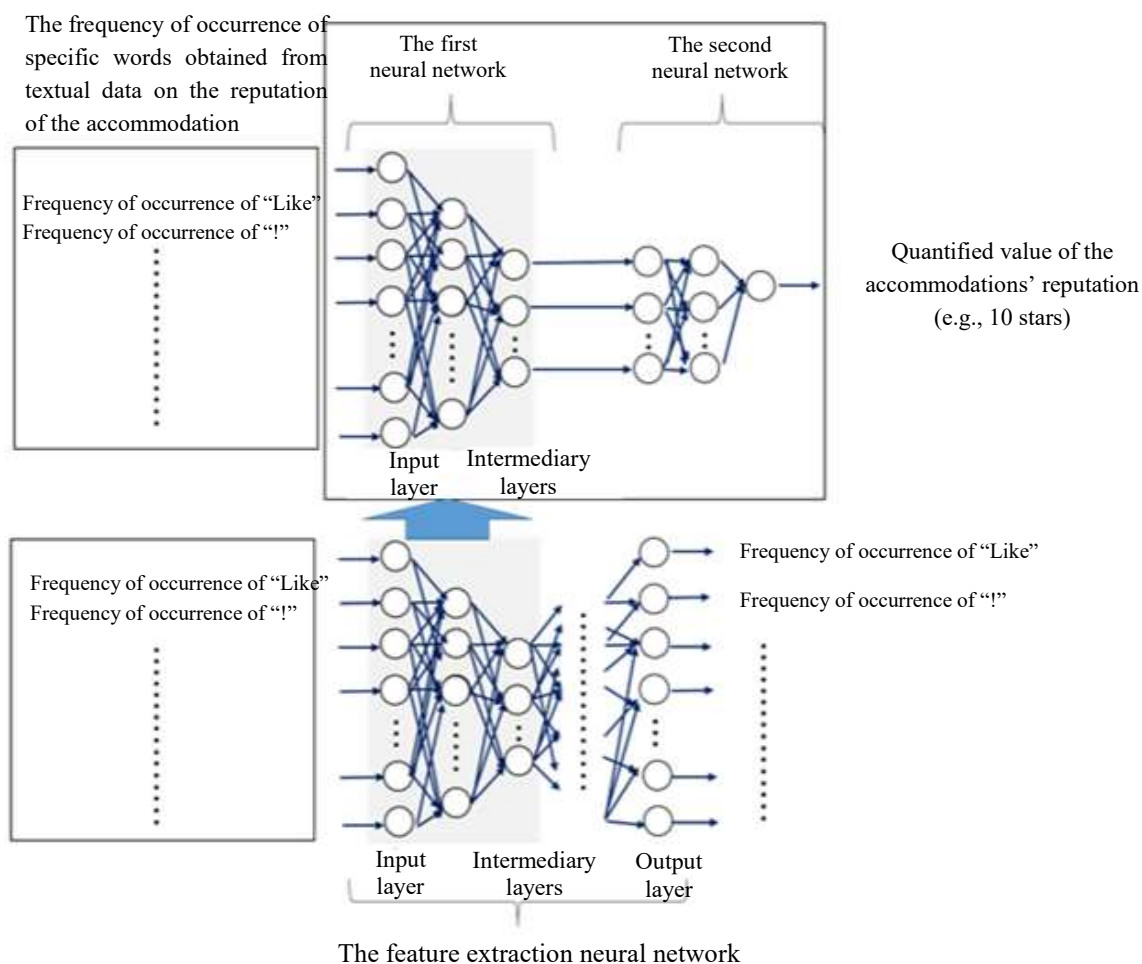 The frequency of occurrence of
specific words obtained from
textual data on the reputation
of the accommodation
The first
neural network
The second
neural network
Frequency of occurrence of “Like”
Frequency of occurrence of “!”
Quantified value of the
accommodations’ reputation
(e.g., 10 stars)
Input
layer
Intermediary
layers
Frequency of occurrence of “Like”
Frequency of occurrence of “!”
Frequency of occurrence of “Like”
Frequency of occurrence of “!”
Input
layer
Intermediary
layers
Output
layer
The feature extraction neural network